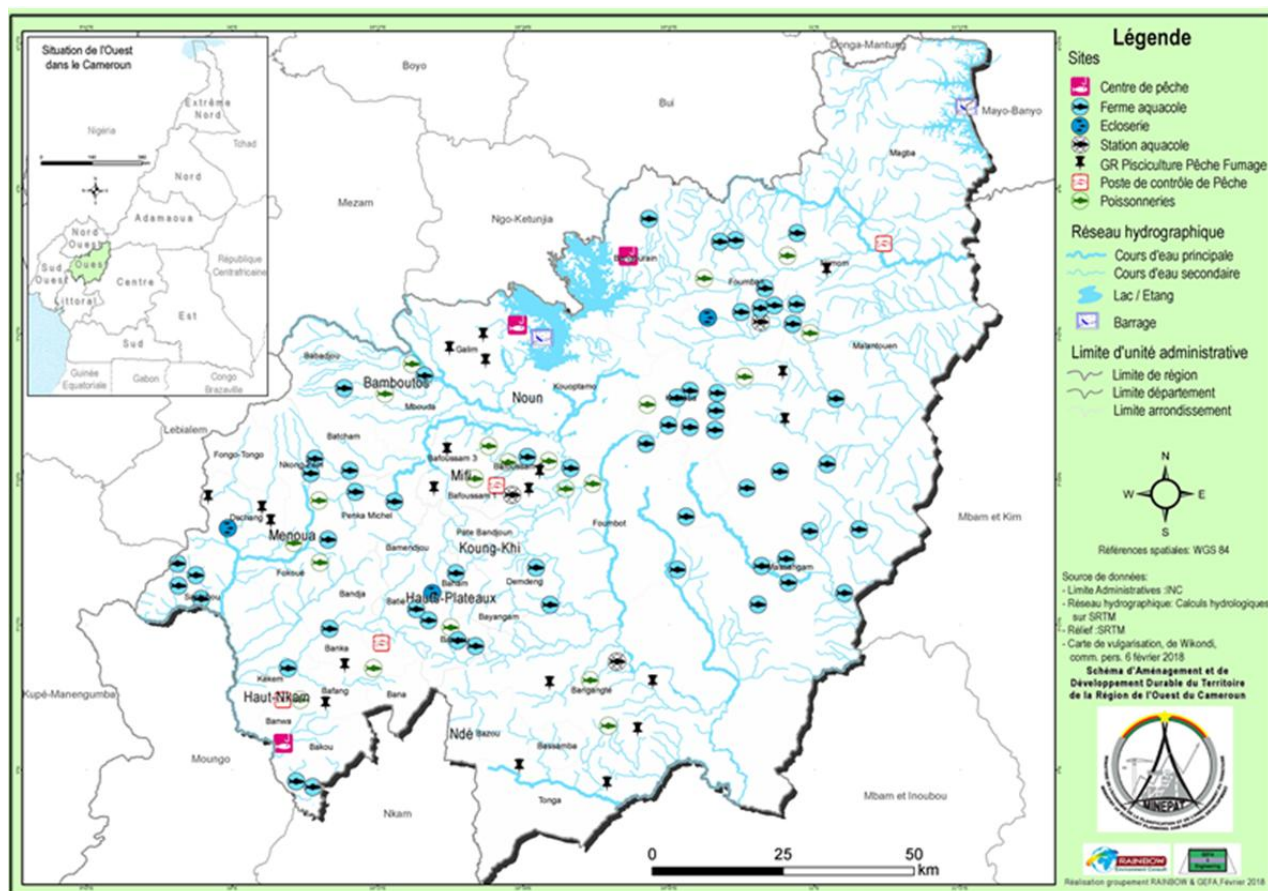 Situation de l'Ouest
dans le Cameroun
Extrême
Nord
Nigéria
Tchad
Nord
Adamaoua
Nord
Ouest
Sud
Ouest
Ouest
Littoral
Centre
République
Centrafricaine
Est
Sud
Guinée
Equatoriale
Gabon
Congo
Brazaville
Donga-Mantung
Boyo
Bui
Mayo-Banyo
Magba
Mezam
Ngo-Ketunjia
Foumbot
Malantouen
Galim
Babadjou
Bamboutos
Mbouda
Kouoptamo
Noun
Lebialem
Batcham
Fongo-Tongo
Bafoussam 3
Mifi
Bafoussam 1
Dschang
Penka Michel
Menoua
Pete Bandjoun
Foumbot
Koung-Khi
Bamendjou
Demdeng
Mbam et Kim
Bandja
Baham
Hauts-Plateaux
Batié
Bayangam
Massangam
Banka
Kekem
Bafang
Bana
Haut-Nkam
Banwa
Bakou
Kupé-Manengumba
Moungo
Nkam
Ndé
Bazou
Bassamba
Tonga
Mbam et Inoubou
0 25 50
km
Légende
Sites
Centre de pêche
Ferme aquacole
Ecloserie
Station aquacole
GR Pisciculture Pêche Fumage
Poste de contrôle de Pêche
Poissonneries
Réseau hydrographique
Cours d'eau principale
Cours d'eau secondaire
Lac / Etang
Barrage
Limite d'unité administrative
Limite de région
Limite département
Limite arrondissement
N
W E
S
Références spatiales: WGS 84
Source de données:
- Limite Administratives :INC
- Réseau hydrographique: Calculs hydrologiques
sur SRTM
- Rélief :SRTM
- Carte de vulgarisation, de Wikondi,
comm. pers. 6 février 2018
Schéma d'Aménagement et de
Développement Durable du Territoire
de la Région de l'Ouest du Cameroun
MINEPAT
RAINBOW
Réalisation groupement RAINBOW & GEFA,Février 2018